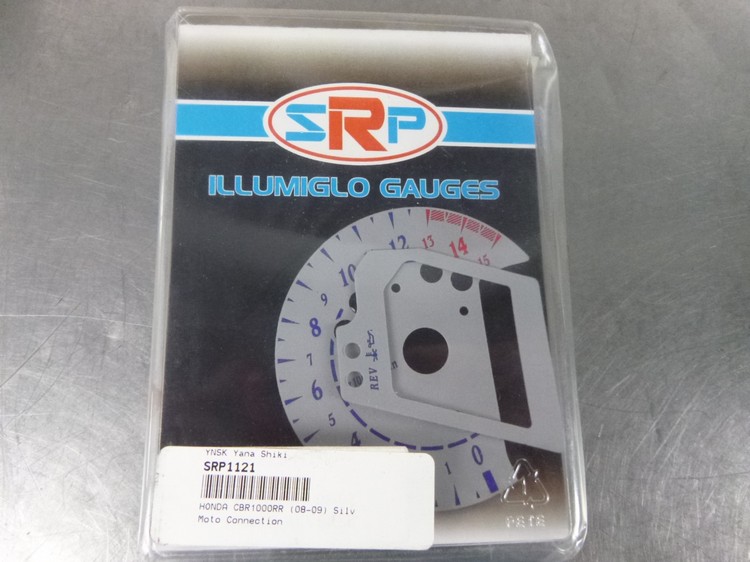 SRP
ILLUMIGLO GAUGES
12
13
14
15
10
9
8
7
6
5
4
1
0
REV
YNSK Yana Shiki
SRP1121
HONDA CBR1000RR (08-09) Silv
Moto Connection